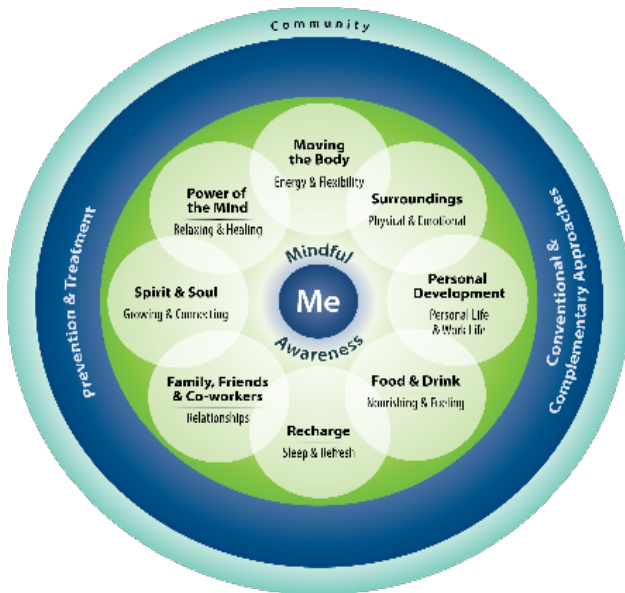 Community
Prevention & Treatment
Conventional &
Complementary Approaches
Moving
the Body
Energy & Flexibility
Surroundings
Physical & Emotional
Personal
Development
Personal Life
& Work Life
Food & Drink
Nourishing & Fueling
Recharge
Sleep & Refresh
Family, Friends
& Co-workers
Relationships
Spirit & Soul
Growing & Connecting
Power of
the Mind
Relaxing & Healing
Mindful
Me
Awareness